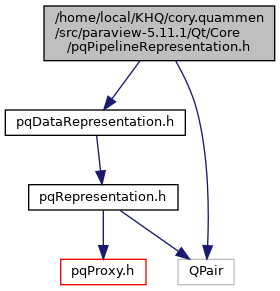 /home/local/KHQ/cory.quammen
/src/paraview-5.11.1/Qt/Core
/pqPipelineRepresentation.h
pqDataRepresentation.h
pqRepresentation.h
pqProxy.h
QPair